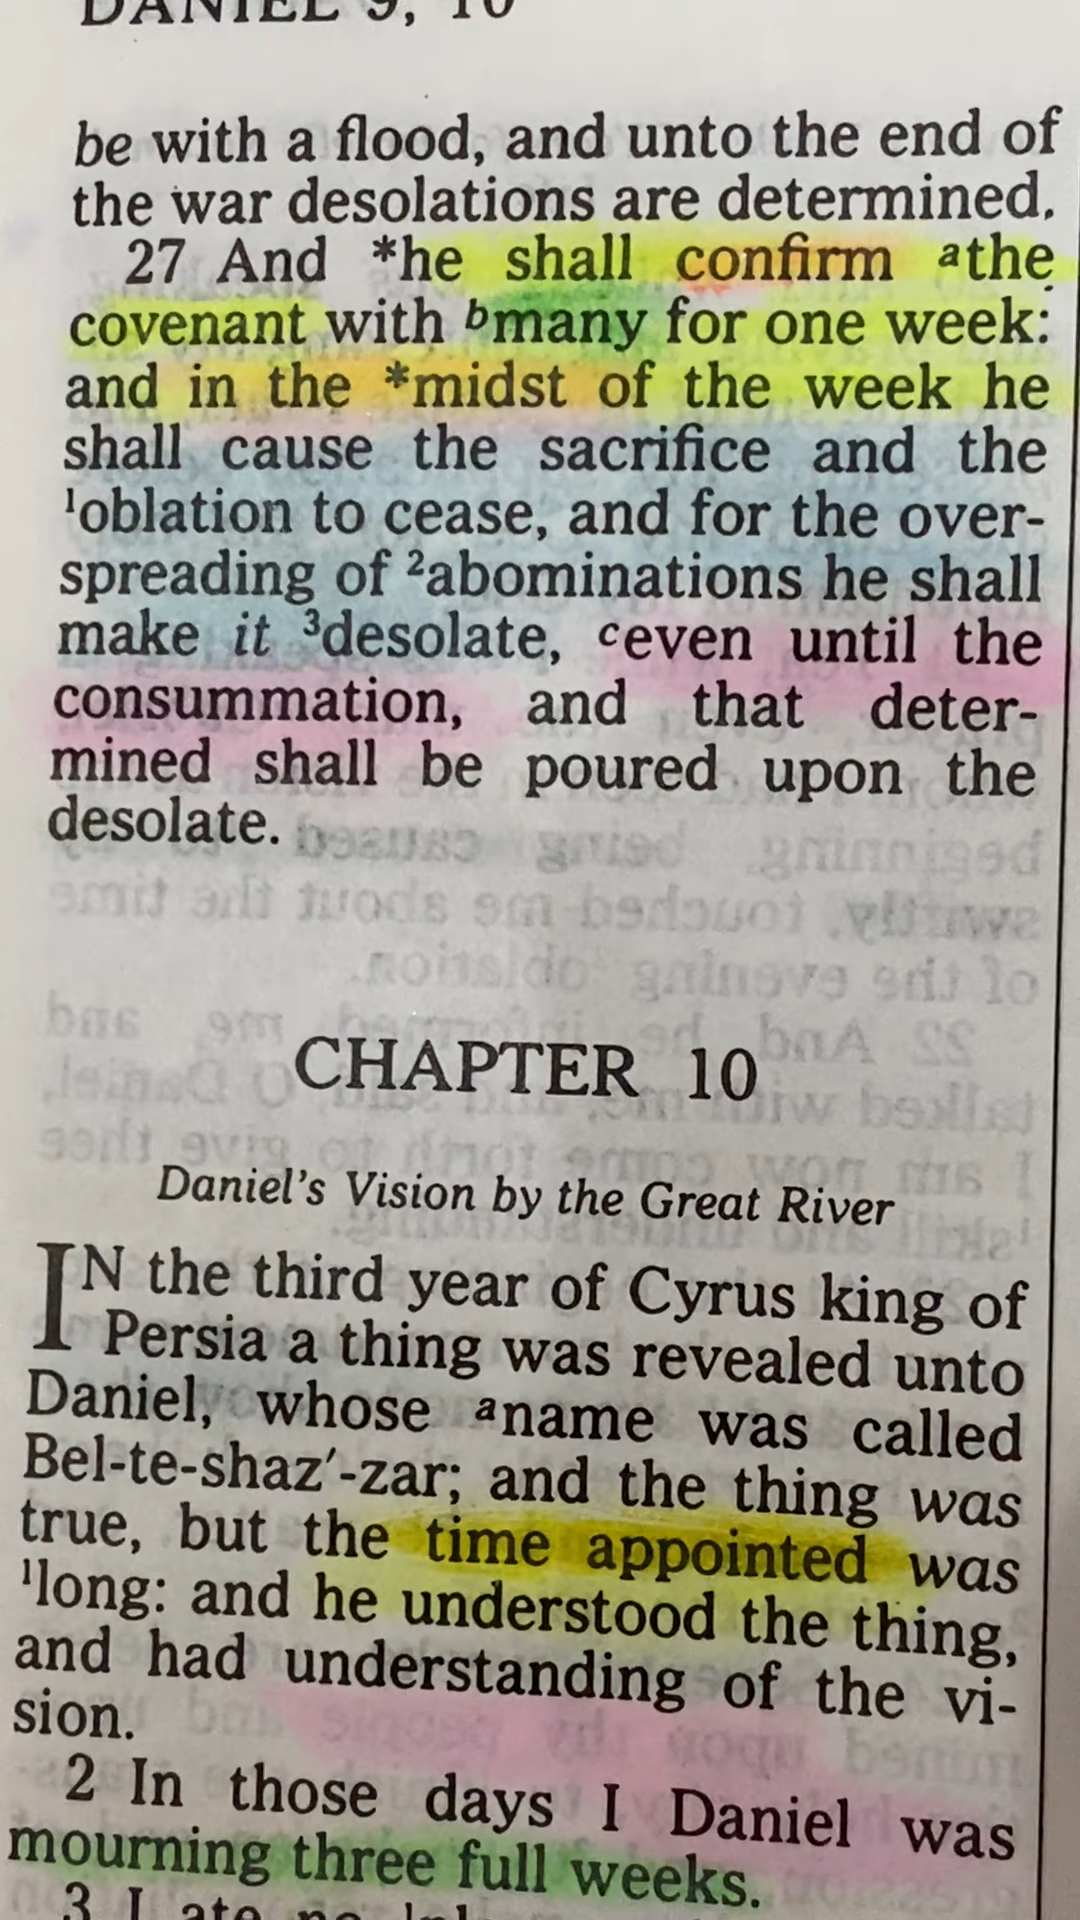 DANIEL 9, 10
be with a flood, and unto the end of
the war desolations are determined.
27 And *he shall confirm ᵃthe
covenant with ᵇmany for one week:
and in the *midst of the week he
shall cause the sacrifice and the
¹oblation to cease, and for the over-
spreading of ²abominations he shall
make it ³desolate, ᶜeven until the
consummation, and that deter-
mined shall be poured upon the
desolate.
CHAPTER 10
Daniel's Vision by the Great River
IN the third year of Cyrus king of
Persia a thing was revealed unto
Daniel, whose ᵃname was called
Bel-te-shaz′-zar; and the thing was
true, but the time appointed was
¹long: and he understood the thing,
and had understanding of the vi-
sion.
2 In those days I Daniel was
mourning three full weeks.
3 I ate no